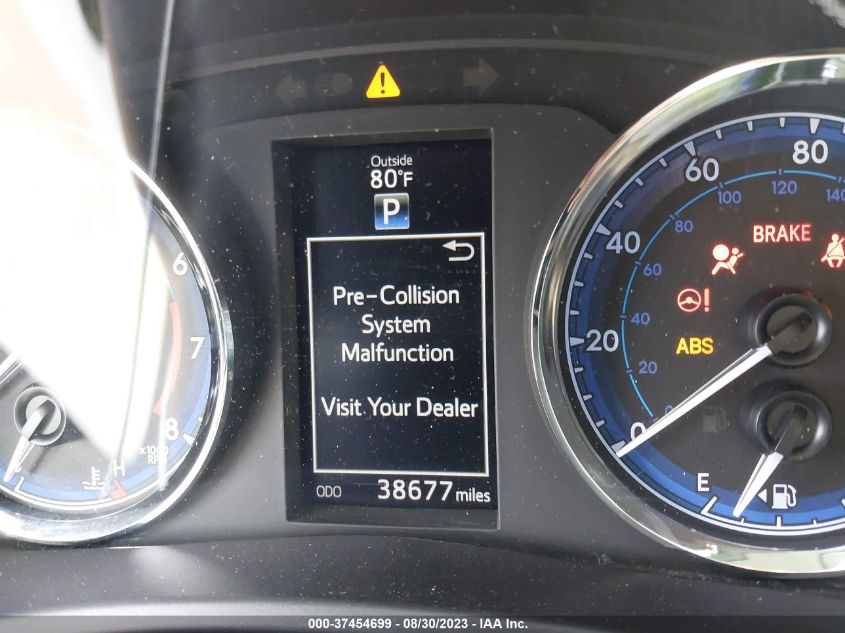 Outside
80°F
P
Pre-Collision
System
Malfunction
Visit Your Dealer
ODO 38677 miles
6
7
8
x1000
RPM
H
0
20
40
60
80
20
40
60
80
100
120
140
BRAKE
ABS
E
000-37454699 - 08/30/2023 - IAA Inc.